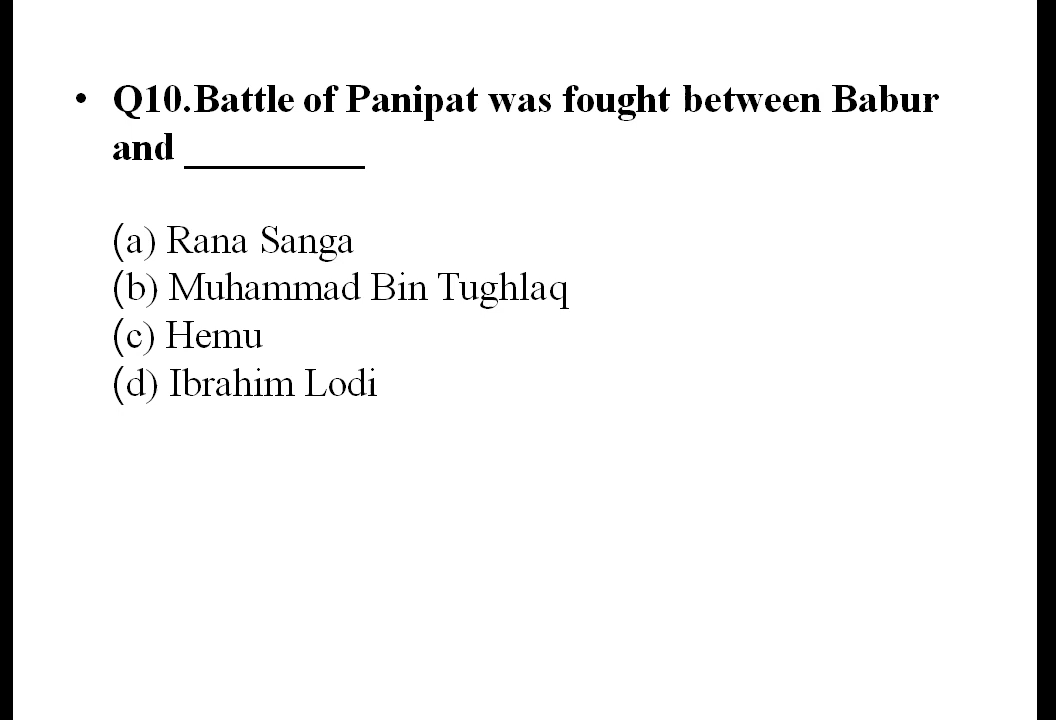 • Q10.Battle of Panipat was fought between Babur
and _________
(a) Rana Sanga
(b) Muhammad Bin Tughlaq
(c) Hemu
(d) Ibrahim Lodi